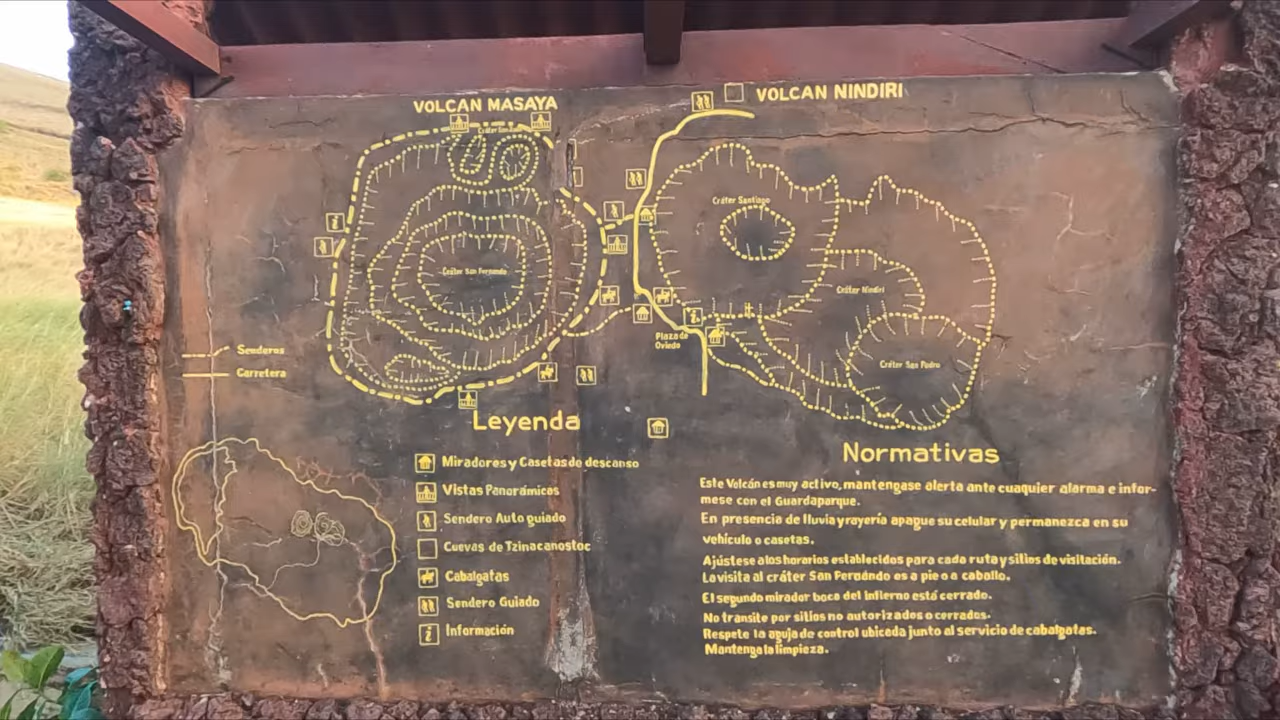 VOLCAN MASAYA
VOLCAN NINDIRI
Cráter San
Cráter Santiago
Cráter San Fernando
Cráter Nindiri
Plaza de
Oviedo
Cráter San Pedro
Senderos
Carretera
Leyenda
Miradores y Casetas de descanso
Vistas Panorámicas
Sendero Auto guiado
Cuevas de Tzinacanostoc
Cabalgatas
Sendero Guiado
i Información
Normativas
Este Volcán es muy activo, mantengase alerta ante cuaquier alarma e infor-
mese con el Guardaparque.
En presencia de lluvia y rayería apague su celular y permanezca en su
vehículo o casetas.
Ajústese a los horarios establecidos para cada ruta y sitios de visitación.
La visita al cráter San Fernando es a pie o a caballo.
El segundo mirador boca del infierno está cerrado.
No transite por sitios no autorizados o cerrados.
Respete la aguja de control ubicada junto al servicio de cabalgatas.
Mantenga la limpieza.